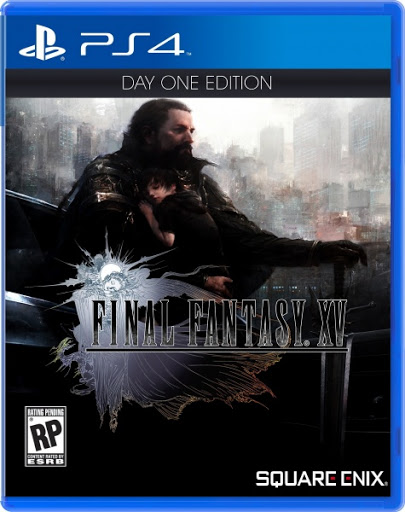 PS4
DAY ONE EDITION
FINAL FANTASY XV
RATING PENDING
RP
CONTENT RATED BY
ESRB
SQUARE ENIX